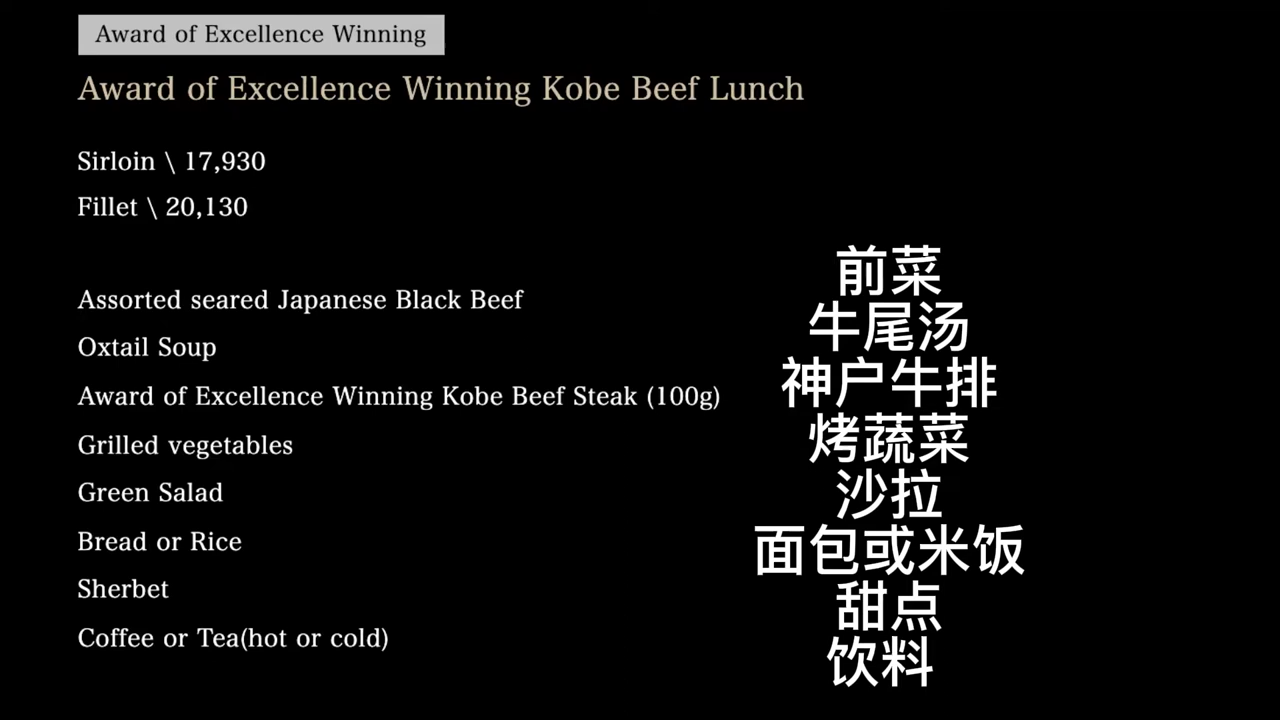 Award of Excellence Winning
Award of Excellence Winning Kobe Beef Lunch
Sirloin \ 17,930
Fillet \ 20,130
Assorted seared Japanese Black Beef
Oxtail Soup
Award of Excellence Winning Kobe Beef Steak (100g)
Grilled vegetables
Green Salad
Bread or Rice
Sherbet
Coffee or Tea(hot or cold)
前菜
牛尾汤
神户牛排
烤蔬菜
沙拉
面包或米饭
甜点
饮料